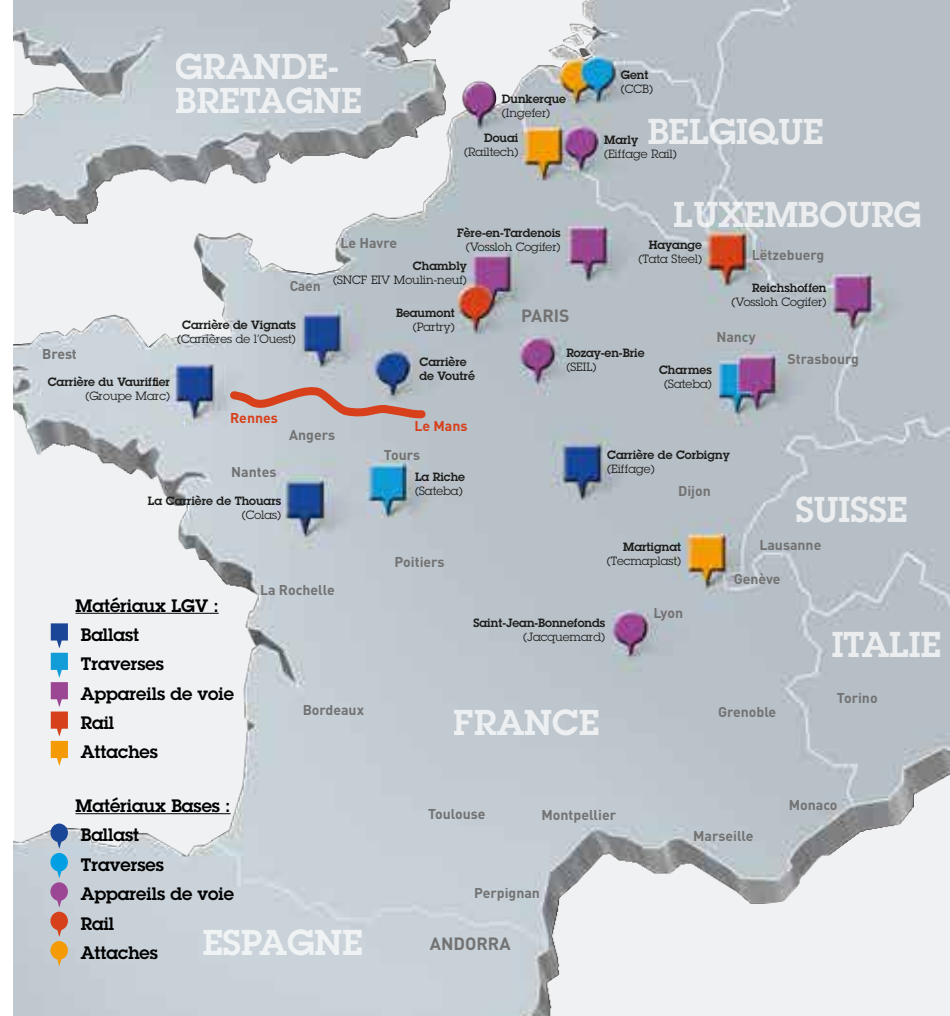 GRANDE-
BRETAGNE
Gent
(CCB)
Dunkerque
(Ingefer)
BELGIQUE
Douai
(Railtech)
Marly
(Eiffage Rail)
LUXEMBOURG
Fère-en-Tardenois
(Vossloh Cogifer)
Le Havre
Hayange
(Tata Steel)
Lëtzebuerg
Chambly
(SNCF EIV Moulin-neuf)
Caen
Reichshoffen
(Vossloh Cogifer)
Beaumont
(Partry)
PARIS
Carrière de Vignats
(Carrières de l'Ouest)
Nancy
Brest
Rozay-en-Brie
(SEIL)
Strasbourg
Carrière
de Voutré
Charmes
(Sateba)
Carrière du Vauriffier
(Groupe Marc)
Rennes
Le Mans
Angers
Tours
Carrière de Corbigny
(Eiffage)
Nantes
La Riche
(Sateba)
Dijon
La Carrière de Thouars
(Colas)
SUISSE
Martignat
(Tecmaplast)
Lausanne
Poitiers
Genève
La Rochelle
Matériaux LGV :
Ballast
Traverses
Appareils de voie
Rail
Attaches
Lyon
Saint-Jean-Bonnefonds
(Jacquemard)
ITALIE
Torino
Bordeaux
Grenoble
FRANCE
Monaco
Toulouse
Montpellier
Marseille
Matériaux Bases :
Ballast
Traverses
Appareils de voie
Rail
Attaches
Perpignan
ESPAGNE
ANDORRA